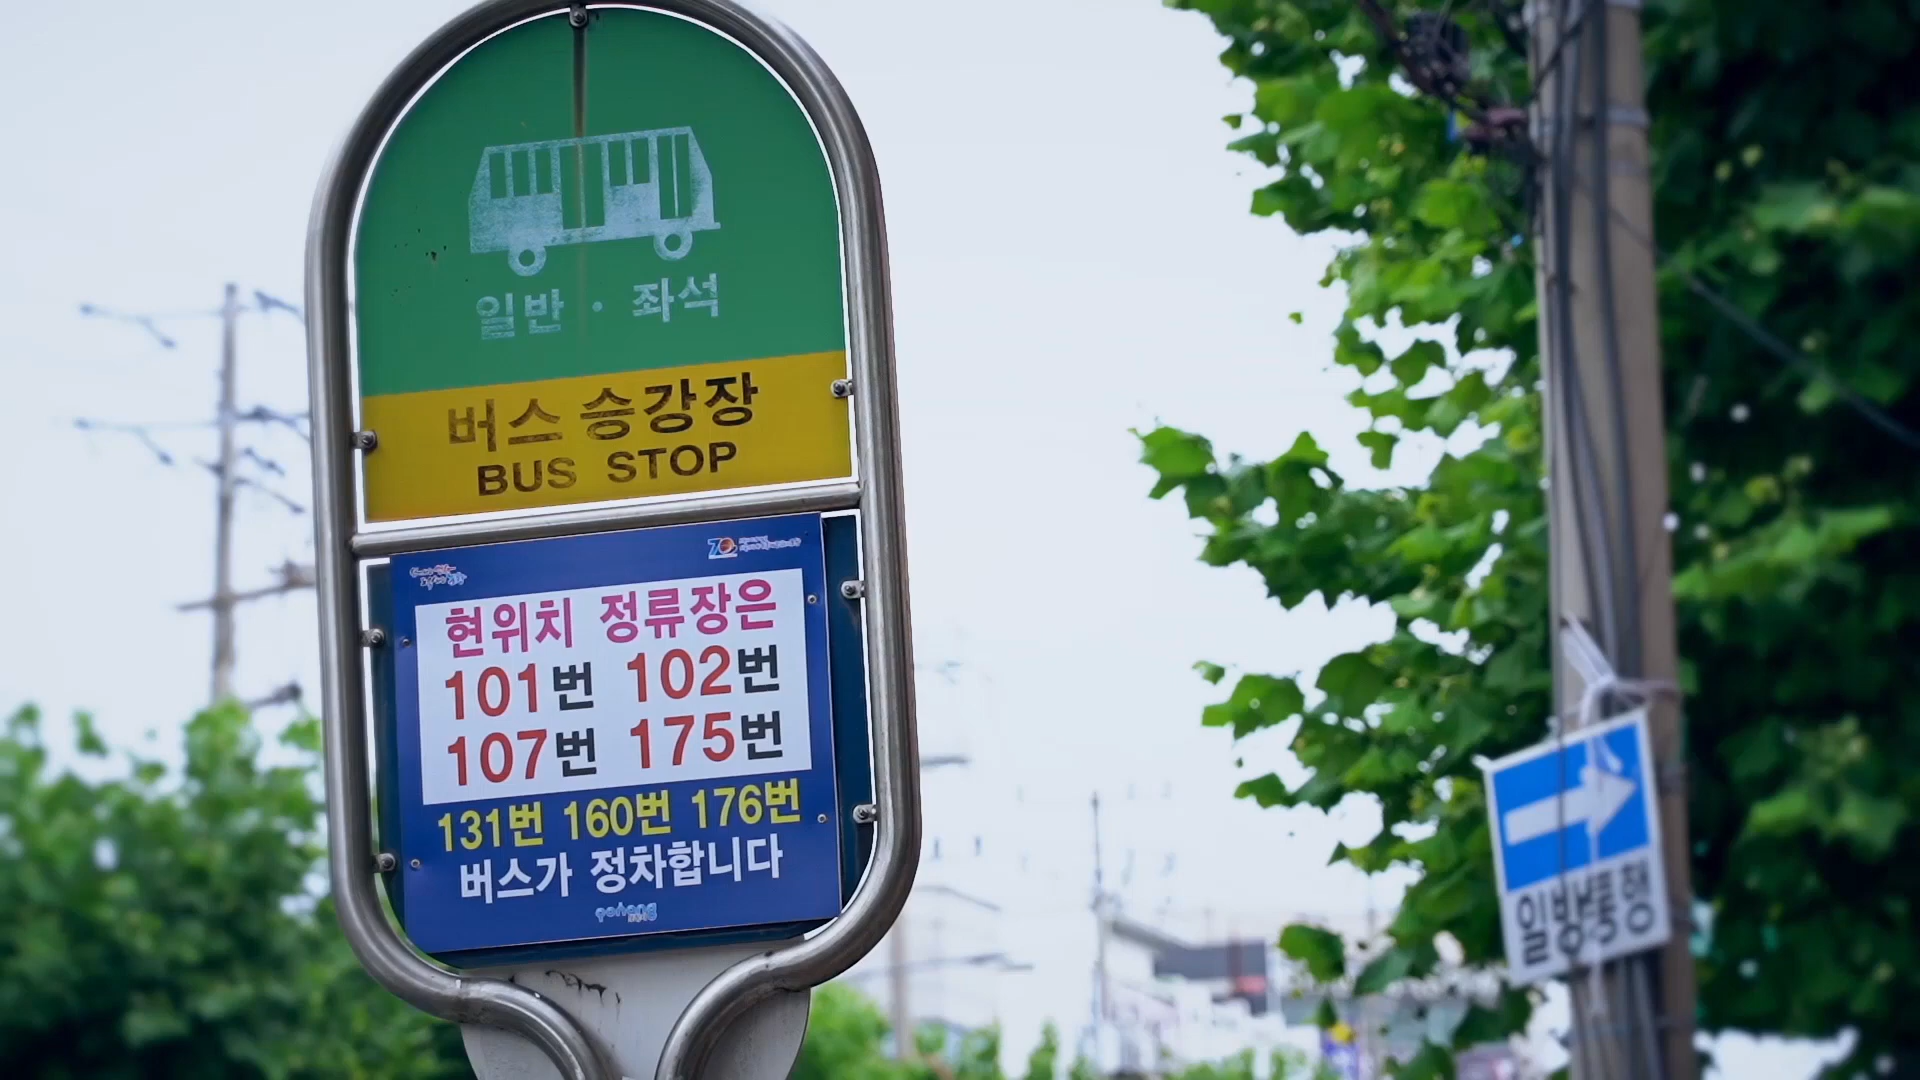 일반 · 좌석
버스 승강장
BUS STOP
70
현위치 정류장은
101번 102번
107번 175번
131번 160번 176번
버스가 정차합니다
pohang
일방통행